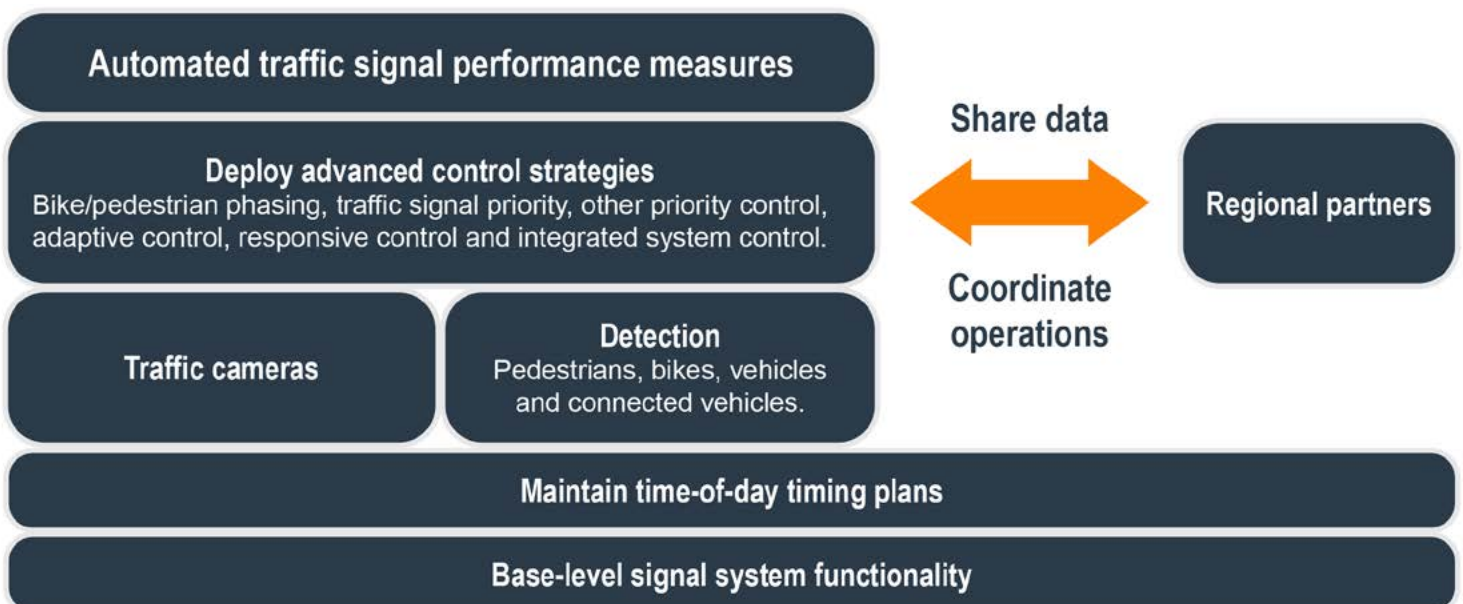 Automated traffic signal performance measures
Deploy advanced control strategies
Bike/pedestrian phasing, traffic signal priority, other priority control,
adaptive control, responsive control and integrated system control.
Share data
Coordinate
operations
Regional partners
Traffic cameras
Detection
Pedestrians, bikes, vehicles
and connected vehicles.
Maintain time-of-day timing plans
Base-level signal system functionality